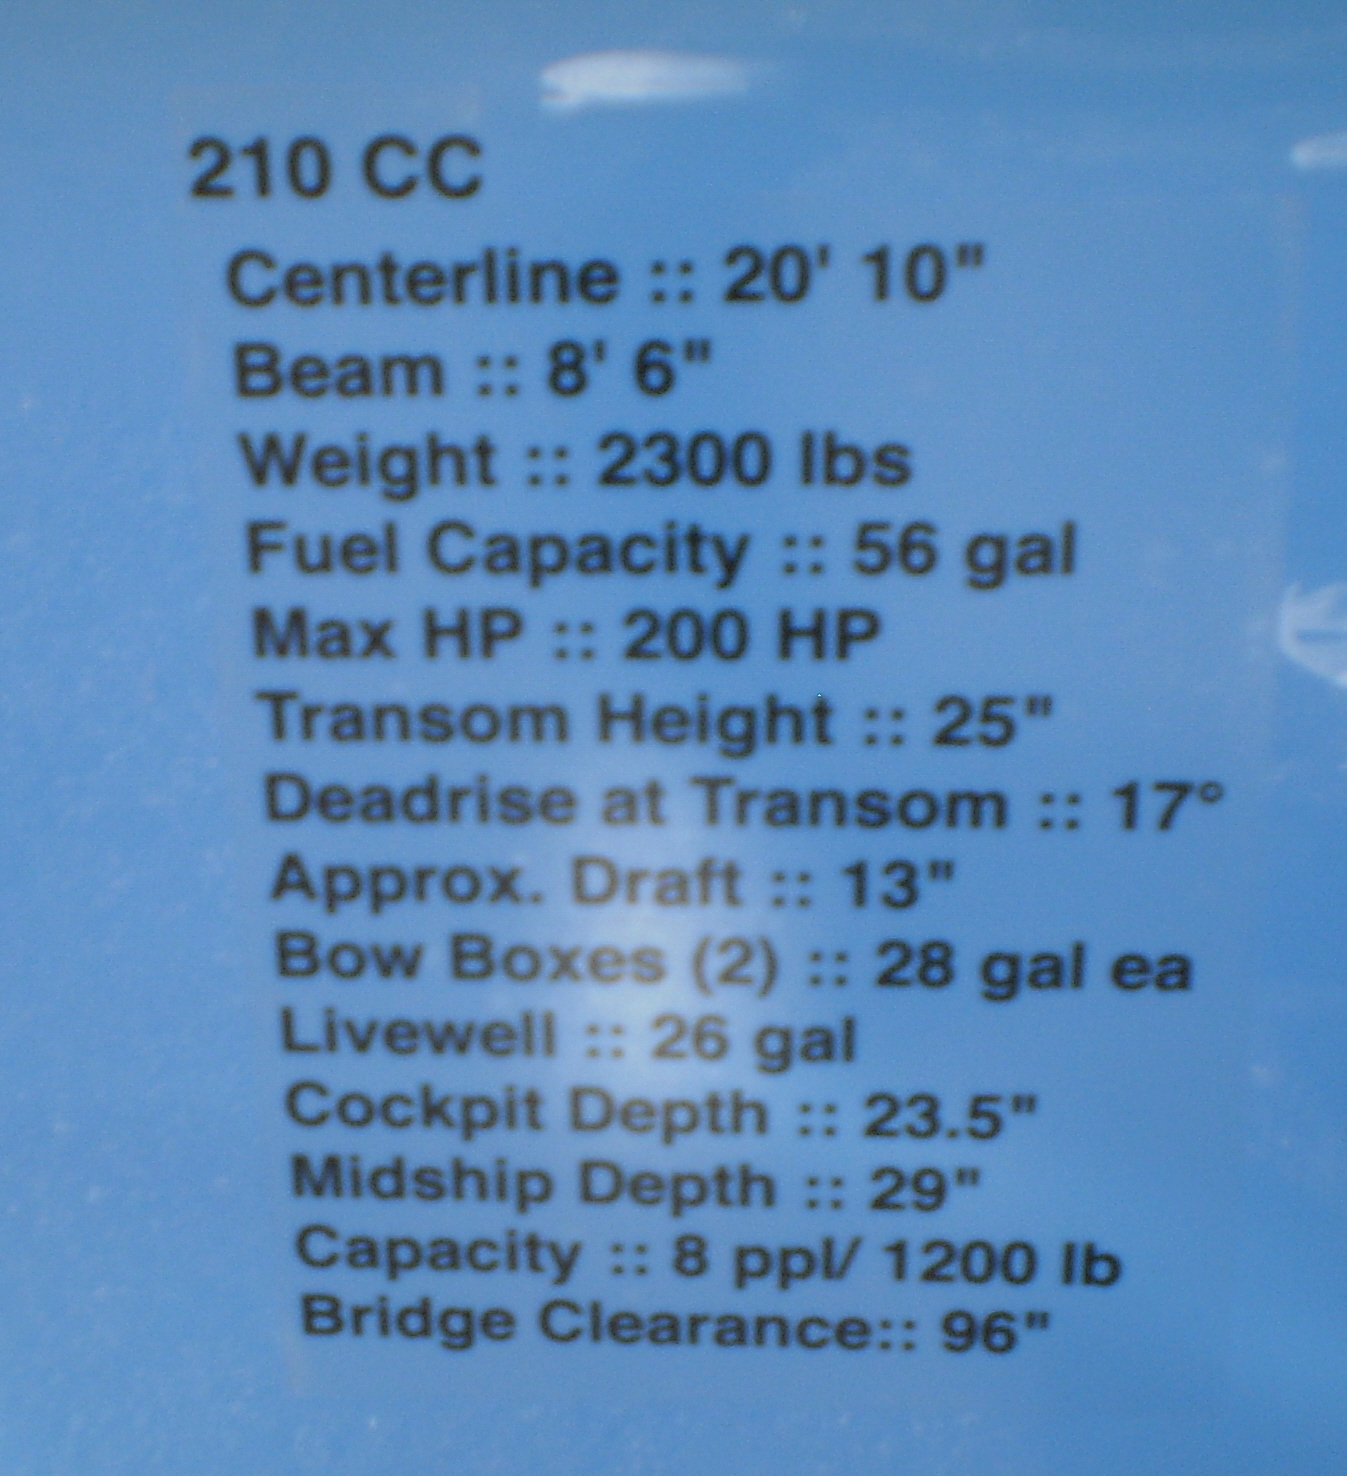 210 CC
Centerline :: 20' 10"
Beam :: 8' 6"
Weight :: 2300 lbs
Fuel Capacity :: 56 gal
Max HP :: 200 HP
Transom Height :: 25"
Deadrise at Transom :: 17°
Approx. Draft :: 13"
Bow Boxes (2) :: 28 gal ea
Livewell :: 26 gal
Cockpit Depth :: 23.5"
Midship Depth :: 29"
Capacity :: 8 ppl/ 1200 lb
Bridge Clearance:: 96"